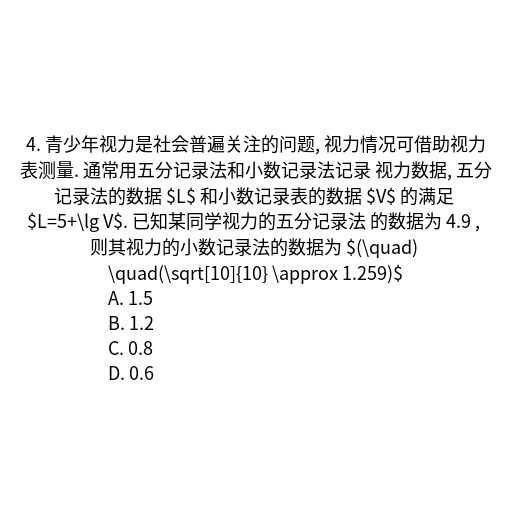 4. 青少年视力是社会普遍关注的问题, 视力情况可借助视力
表测量. 通常用五分记录法和小数记录法记录 视力数据, 五分
记录法的数据 $L$ 和小数记录表的数据 $V$ 的满足
$L=5+\lg V$. 已知某同学视力的五分记录法 的数据为 4.9 ,
则其视力的小数记录法的数据为 $(\quad)
\quad(\sqrt[10]{10} \approx 1.259)$
A. 1.5
B. 1.2
C. 0.8
D. 0.6